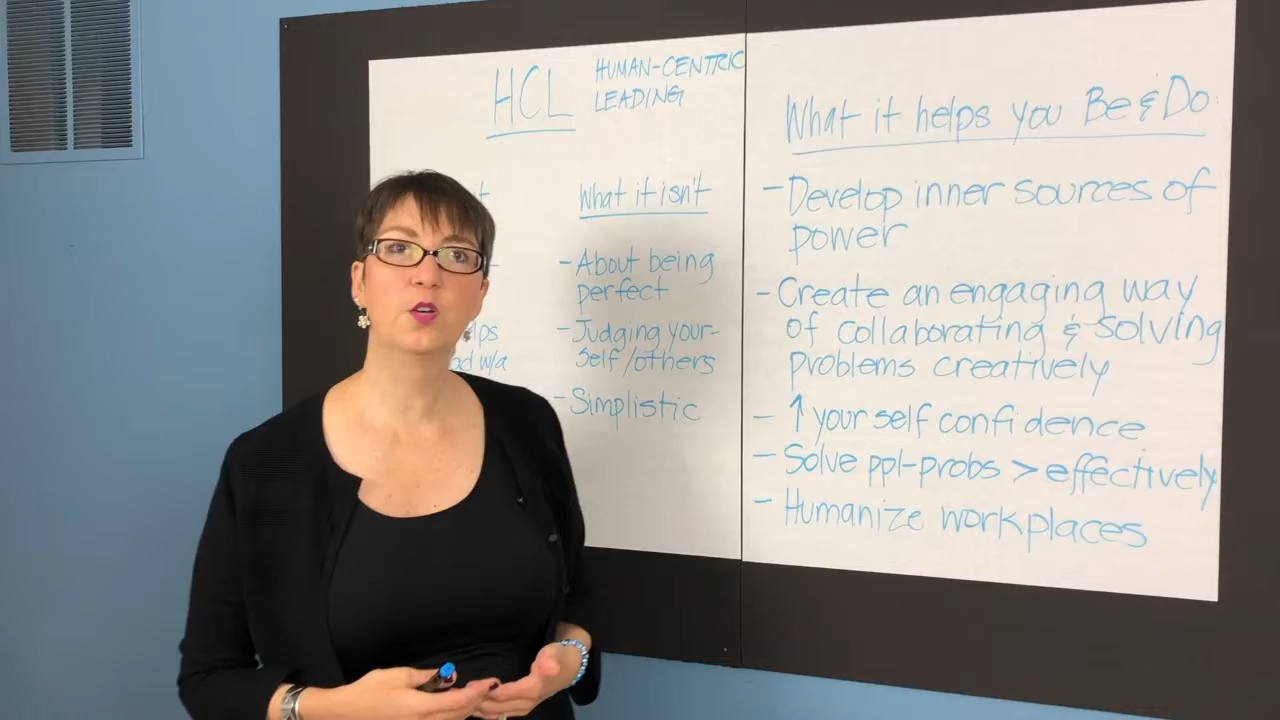 HCL
HUMAN-CENTRIC
LEADING
What it isn't
- About being
perfect
- Judging your-
self/others
- Simplistic
What it helps you Be & Do:
- Develop inner sources of
power
- Create an engaging way
of collaborating & solving
problems creatively
- ↑ your self confidence
- Solve ppl-probs > effectively
- Humanize workplaces